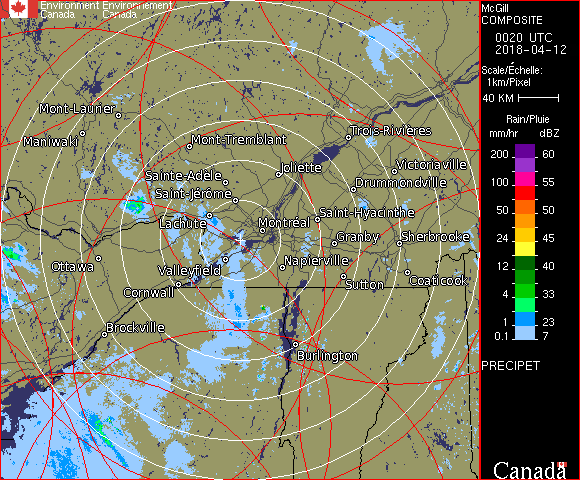 Environment Environnement
Canada Canada
McGill
COMPOSITE
0020 UTC
2018-04-12
Scale/Échelle:
1km/Pixel
40 KM
Rain/Pluie
mm/hr dBZ
200 60
100 55
75 50
50 45
24 30
12 40
4 33
1 23
0.1 7
PRECIPET
Canada
Mont-Laurier
Maniwaki
Mont-Tremblant
Trois-Rivières
Joliette
Victoriaville
Sainte-Adèle
Drummondville
Saint-Jérôme
Saint-Hyacinthe
Lachute
Montréal
Granby
Sherbrooke
Ottawa
Valleyfield
Napierville
Cornwall
Sutton
Coaticook
Brockville
Burlington